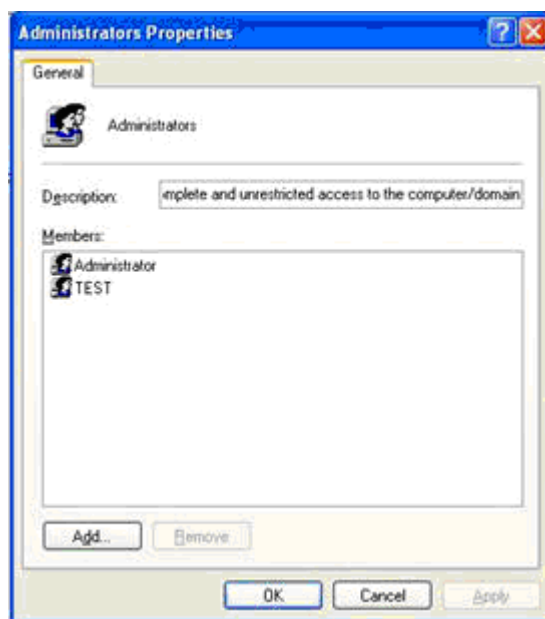 Administrators Properties
General
Administrators
Description:
mplete and unrestricted access to the computer/domain
Members:
Administrator
TEST
Add...
Remove
OK
Cancel
Apply